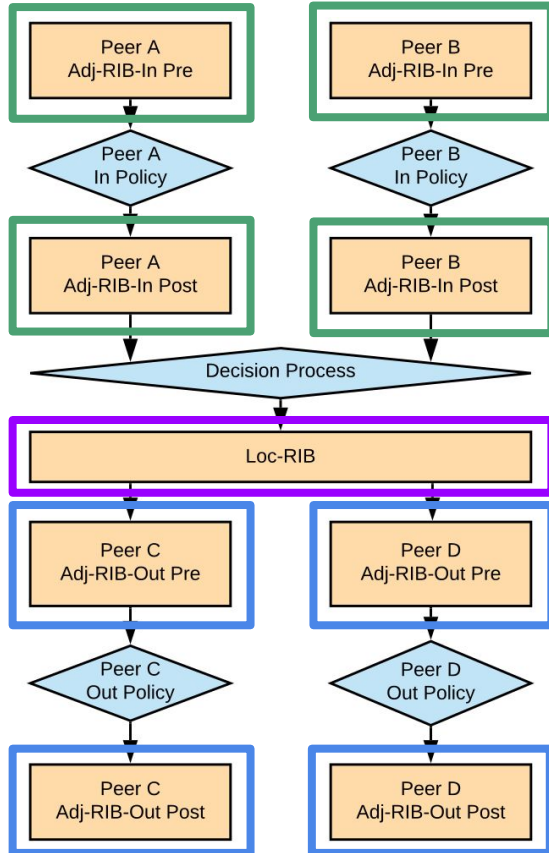 Peer A
Adj-RIB-In Pre
Peer B
Adj-RIB-In Pre
Peer A
In Policy
Peer B
In Policy
Peer A
Adj-RIB-In Post
Peer B
Adj-RIB-In Post
Decision Process
Loc-RIB
Peer C
Adj-RIB-Out Pre
Peer D
Adj-RIB-Out Pre
Peer C
Out Policy
Peer D
Out Policy
Peer C
Adj-RIB-Out Post
Peer D
Adj-RIB-Out Post